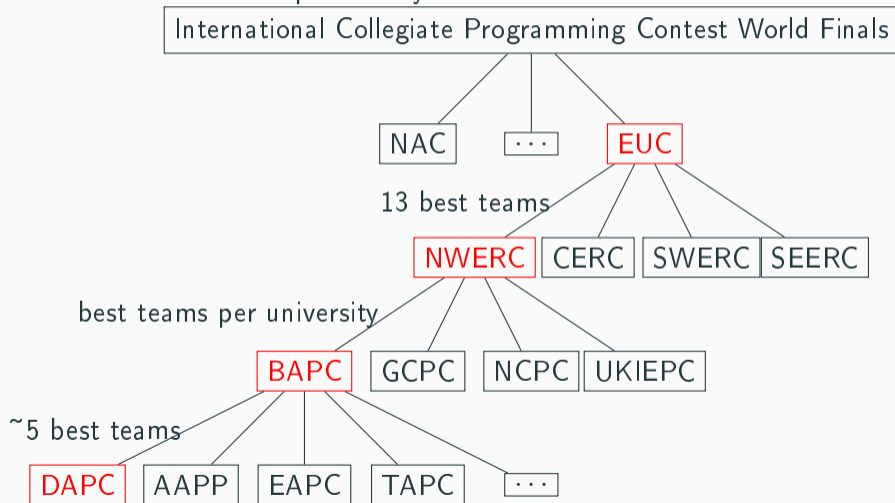 International Collegiate Programming Contest World Finals
NAC
...
EUC
13 best teams
NWERC
CERC
SWERC
SEERC
best teams per university
BAPC
GCPC
NCPC
UKIEPC
~5 best teams
DAPC
AAPP
EAPC
TAPC
...